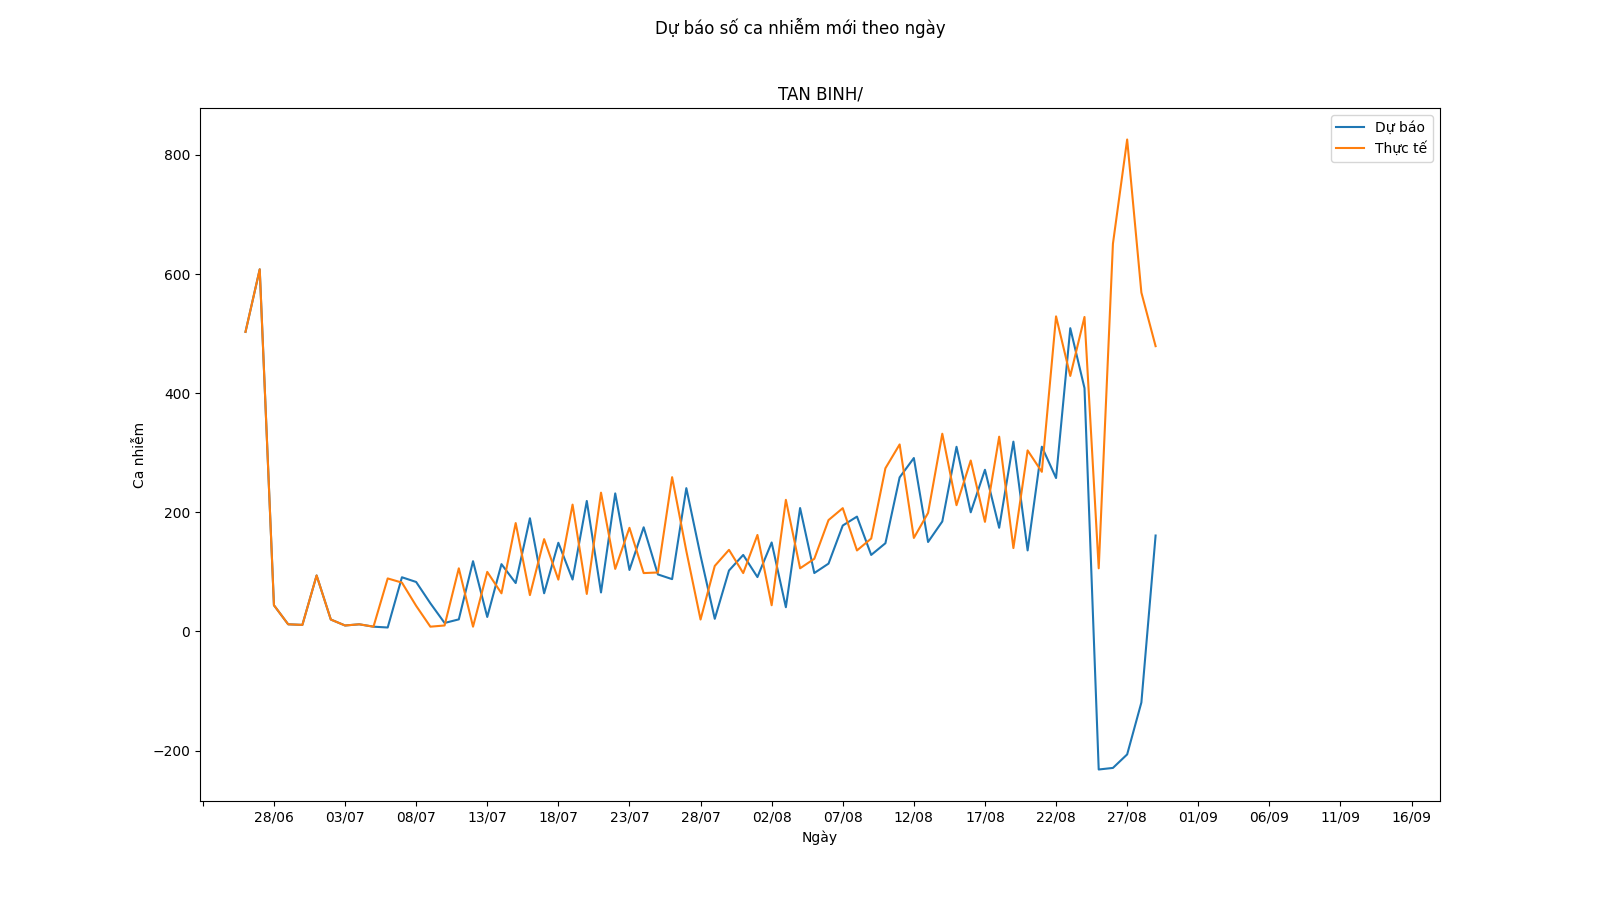 Dự báo số ca nhiễm mới theo ngày
TAN BINH/
Dự báo
Thực tế
800
600
400
200
0
−200
Ca nhiễm
28/06 03/07 08/07 13/07 18/07 23/07 28/07 02/08 07/08 12/08 17/08 22/08 27/08 01/09 06/09 11/09 16/09
Ngày